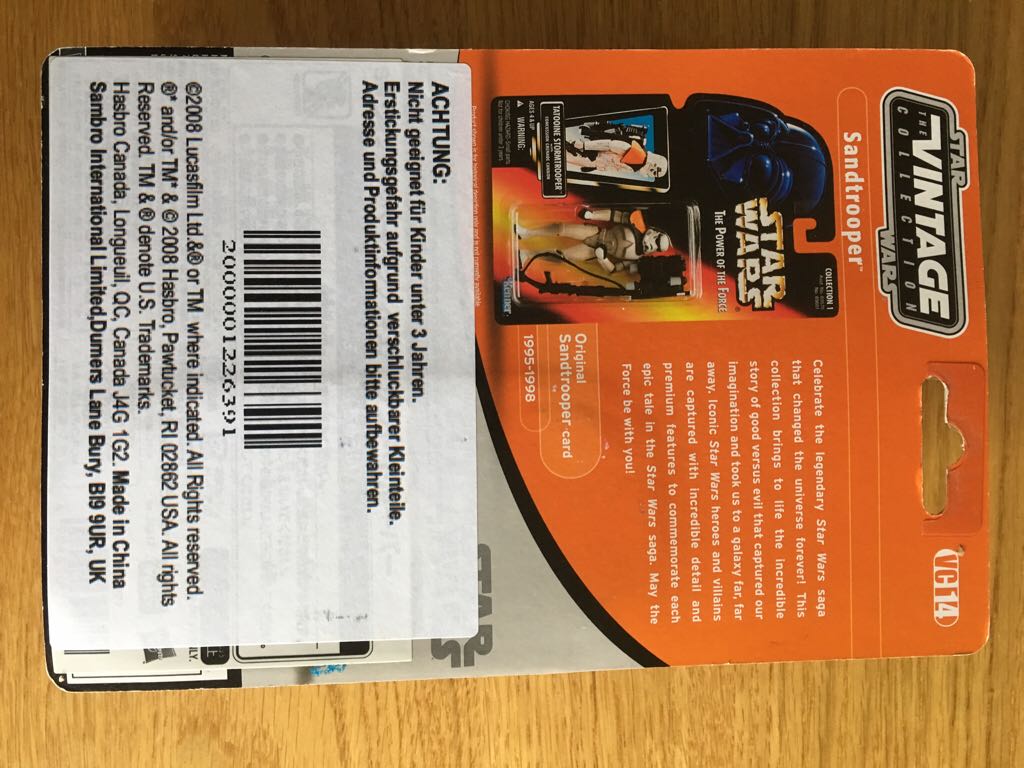 STAR
THE VINTAGE
COLLECTION
WARS
VC14
Sandtrooper™
COLLECTION 1
STAR
WARS
THE POWER OF THE FORCE
TATOOINE STORMTROOPER
AGES 4 & UP
WARNING:
Kenner
Original
Sandtrooper card
1995-1998
Celebrate the legendary Star Wars saga
that changed the universe forever! This
collection brings to life the incredible
story of good versus evil that captured our
imagination and took us to a galaxy far, far
away. Iconic Star Wars heroes and villains
are captured with incredible detail and
premium features to commemorate each
epic tale in the Star Wars saga. May the
Force be with you!
STAR
ACHTUNG:
Nicht geeignet für Kinder unter 3 Jahren.
Erstickungsgefahr aufgrund verschluckbarer Kleinteile.
Adresse und Produktinformationen bitte aufbewahren.
2000001226391
©2008 Lucasfilm Ltd.&® or TM where indicated. All Rights reserved.
®* and/or TM* & © 2008 Hasbro, Pawtucket, RI 02862 USA. All rights
Reserved. TM & ® denote U.S. Trademarks.
Hasbro Canada, Longueuil, QC, Canada J4G 1G2. Made in China
Sambro International Limited,Dumers Lane Bury, Bl9 9UR, UK